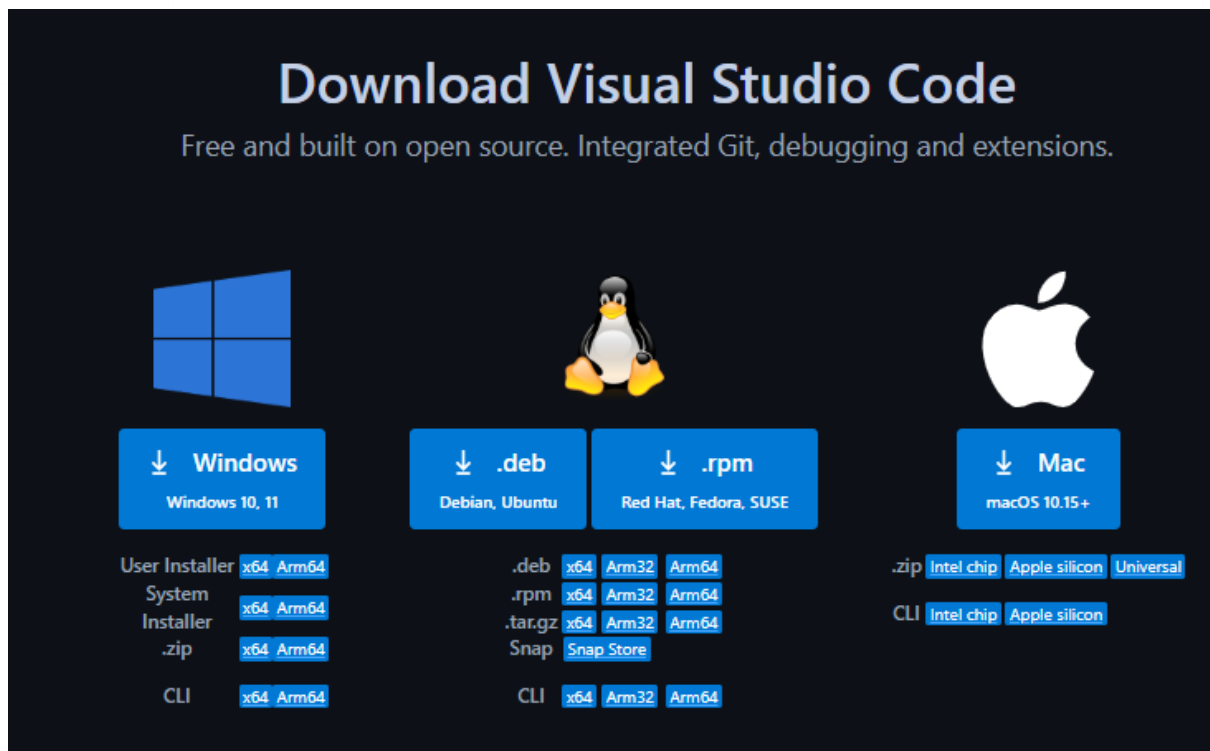 Download Visual Studio Code
Free and built on open source. Integrated Git, debugging and extensions.
Windows
Windows 10, 11
User Installer x64 Arm64
System Installer x64 Arm64
.zip x64 Arm64
CLI x64 Arm64
.deb
Debian, Ubuntu
.rpm
Red Hat, Fedora, SUSE
.deb x64 Arm32 Arm64
.rpm x64 Arm32 Arm64
.tar.gz x64 Arm32 Arm64
Snap Snap Store
CLI x64 Arm32 Arm64
Mac
macOS 10.15+
.zip Intel chip Apple silicon Universal
CLI Intel chip Apple silicon